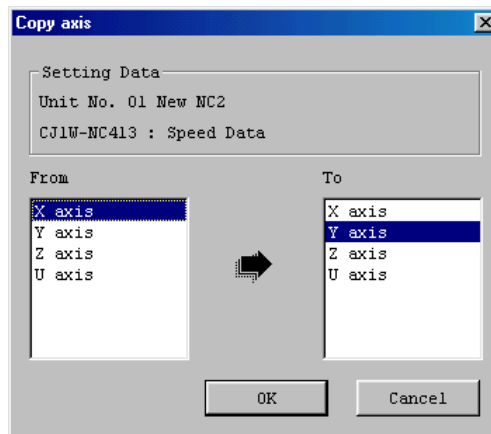 Copy axis
Setting Data
Unit No. 01 New NC2
CJ1W-NC413 : Speed Data
From
To
X axis
Y axis
Z axis
U axis
X axis
Y axis
Z axis
U axis
OK
Cancel